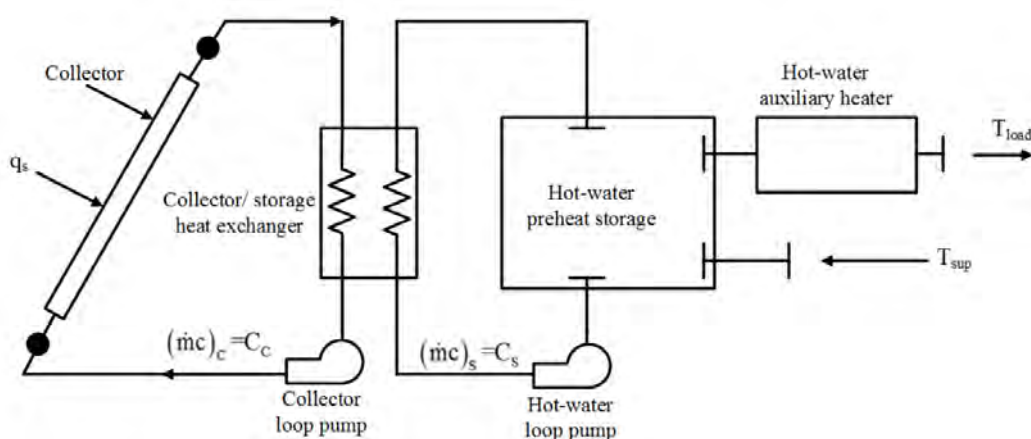 Collector
q_s
Collector/ storage
heat exchanger
Hot-water
preheat storage
Hot-water
auxiliary heater
T_load
T_sup
(ṁc)_C =C_C
(ṁc)_S =C_S
Collector
loop pump
Hot-water
loop pump